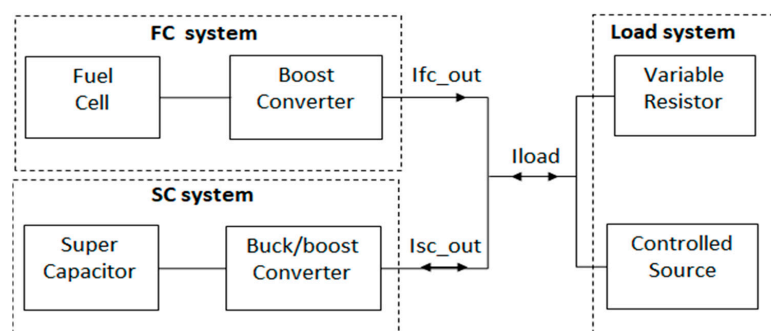 FC system
Fuel
Cell
Boost
Converter
Ifc_out
SC system
Super
Capacitor
Buck/boost
Converter
Isc_out
Iload
Load system
Variable
Resistor
Controlled
Source